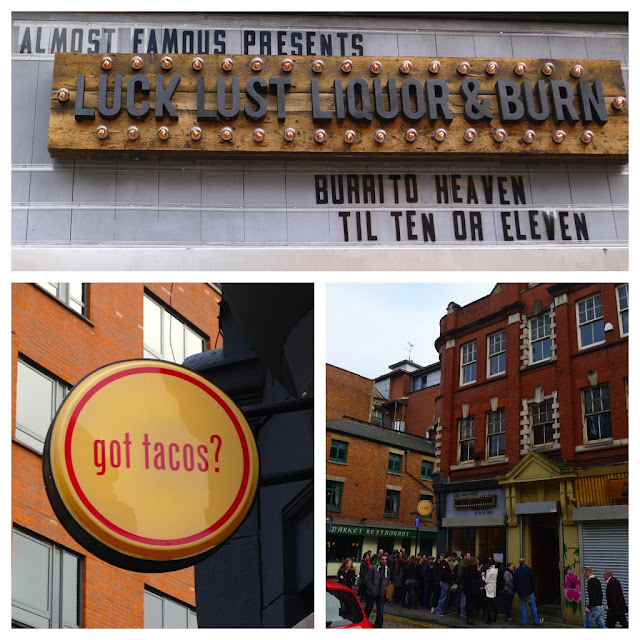 ALMOST FAMOUS PRESENTS
LUCK LUST LIQUOR & BURN
BURRITO HEAVEN
TIL TEN OR ELEVEN
got tacos?
MARKET RESTAURANT